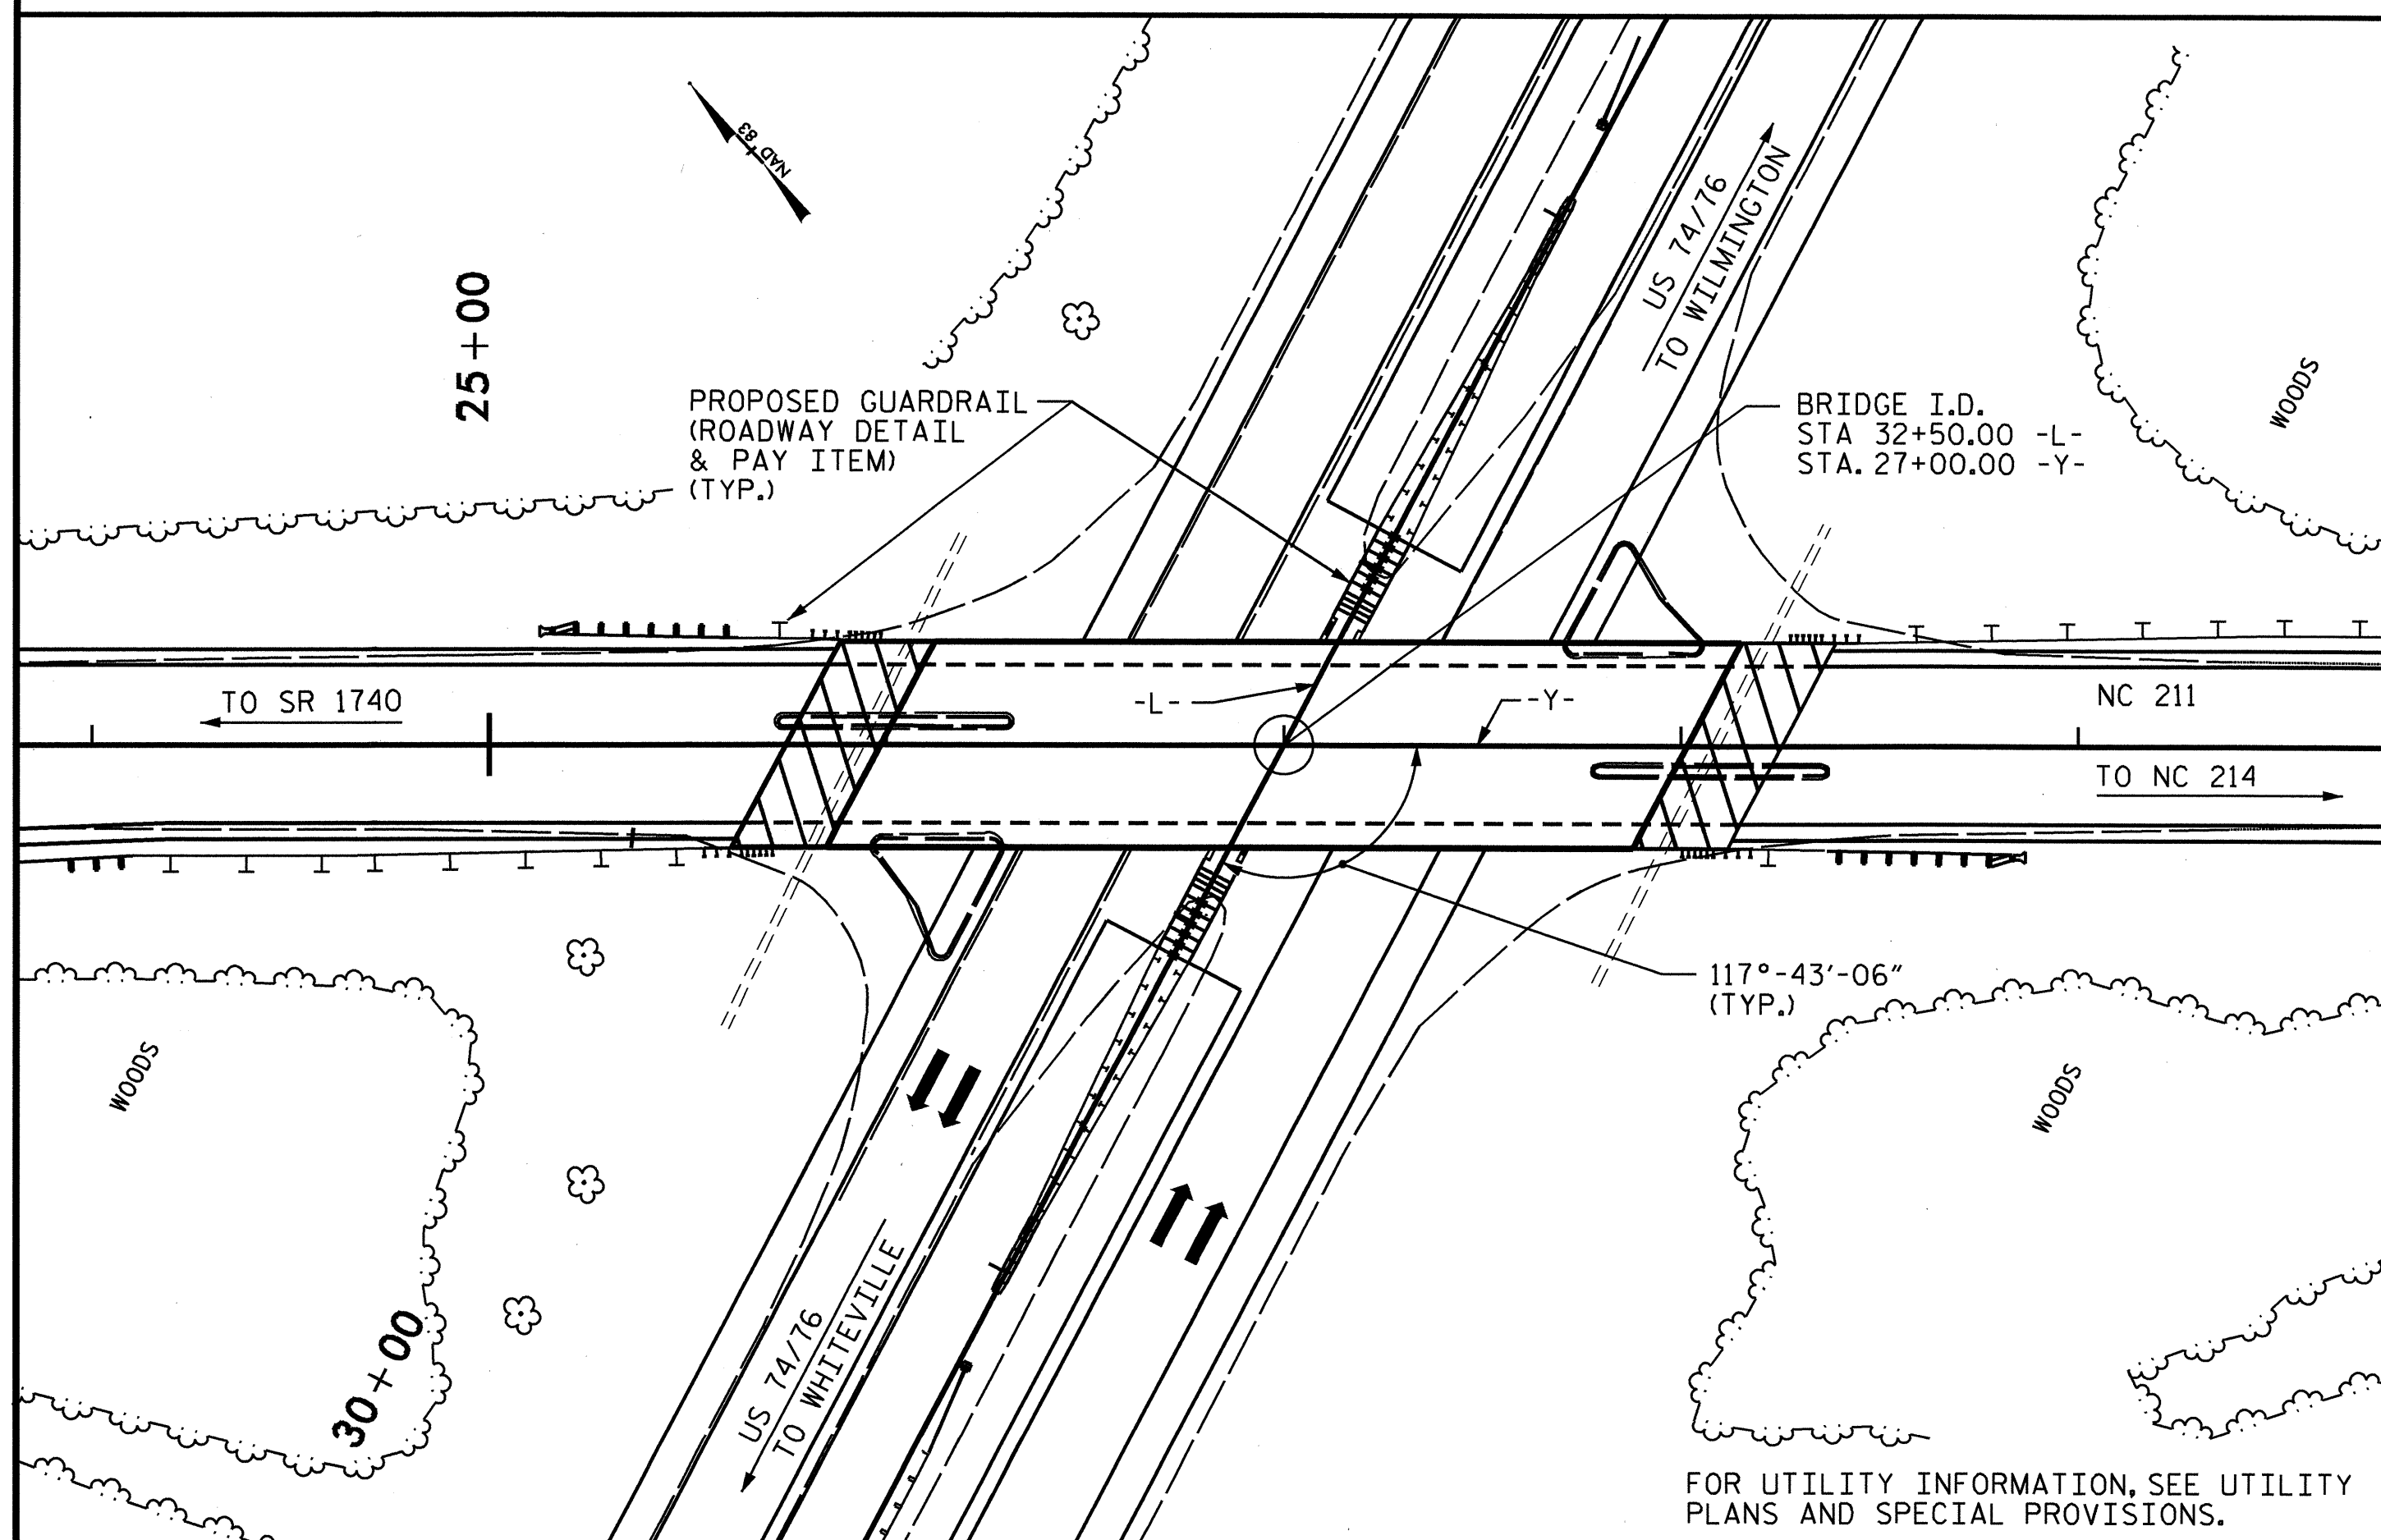 NAD '83
25+00
US 74/76
TO WILMINGTON
WOODS
PROPOSED GUARDRAIL
(ROADWAY DETAIL
& PAY ITEM)
(TYP.)
BRIDGE I.D.
STA 32+50.00 -L-
STA. 27+00.00 -Y-
TO SR 1740
-L-
-Y-
NC 211
TO NC 214
117°-43'-06"
(TYP.)
WOODS
WOODS
30+00
US 74/76
TO WHITEVILLE
FOR UTILITY INFORMATION, SEE UTILITY
PLANS AND SPECIAL PROVISIONS.